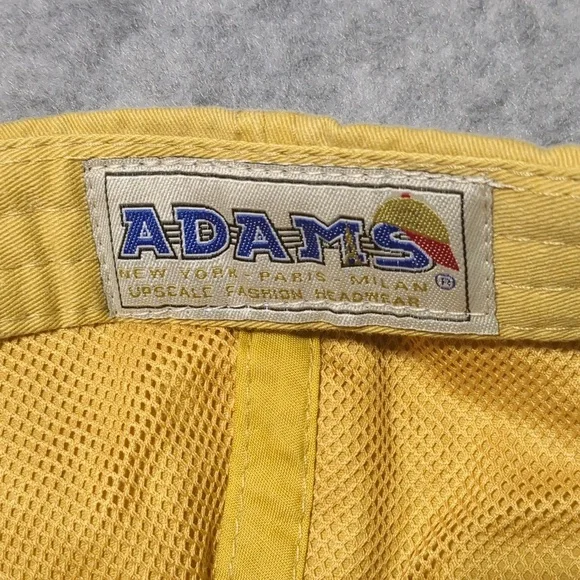 ADAMS
NEW YORK - PARIS - MILAN
UPSCALE FASHION HEADWEAR ®